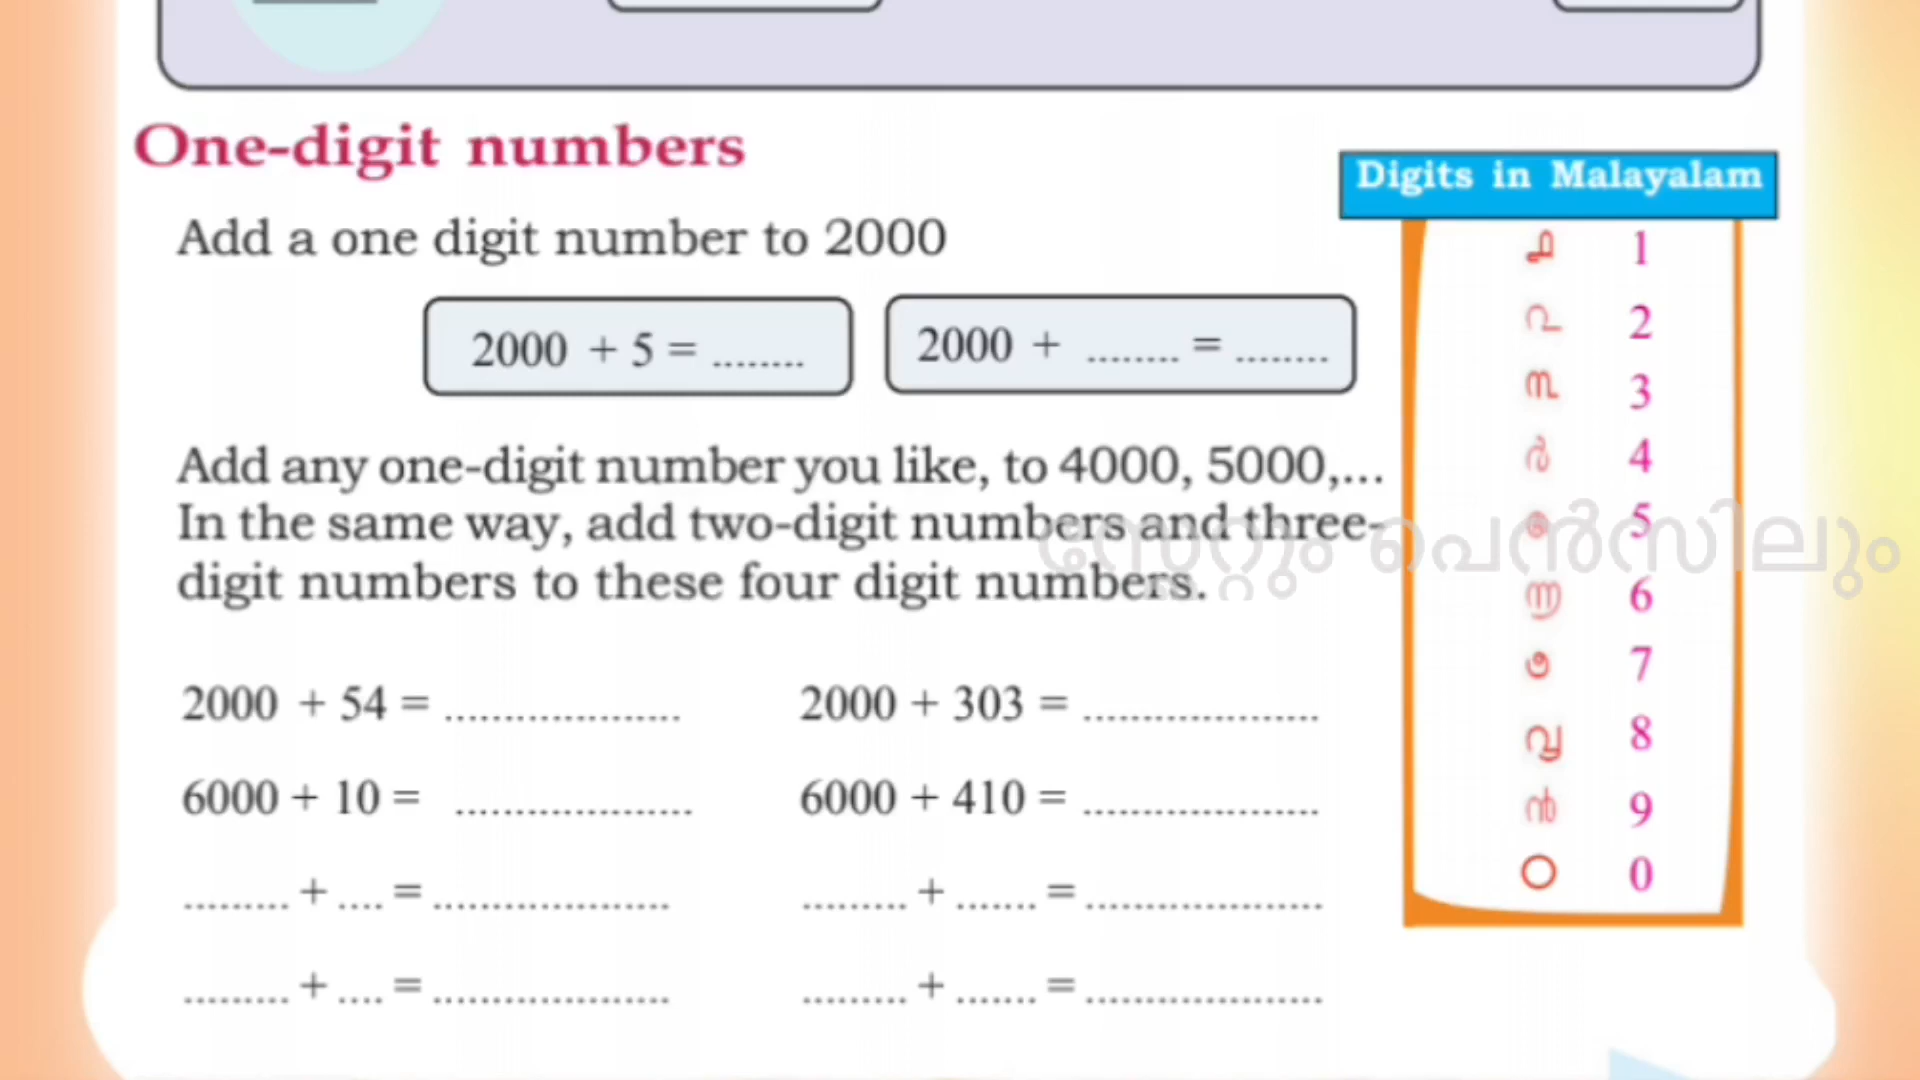 One-digit numbers
Add a one digit number to 2000
2000 + 5 = ........
2000 + ........ = ........
Add any one-digit number you like, to 4000, 5000,...
In the same way, add two-digit numbers and three-
digit numbers to these four digit numbers.
2000 + 54 = ....................
2000 + 303 = ....................
6000 + 10 = ....................
6000 + 410 = ....................
......... + .... = ....................
......... + ....... = ....................
......... + .... = ....................
......... + ....... = ....................
Digits in Malayalam
൧ 1
൨ 2
൩ 3
൪ 4
൫ 5
൬ 6
൭ 7
൮ 8
൯ 9
൦ 0
സ്ലേറ്റും പെൻസിലും